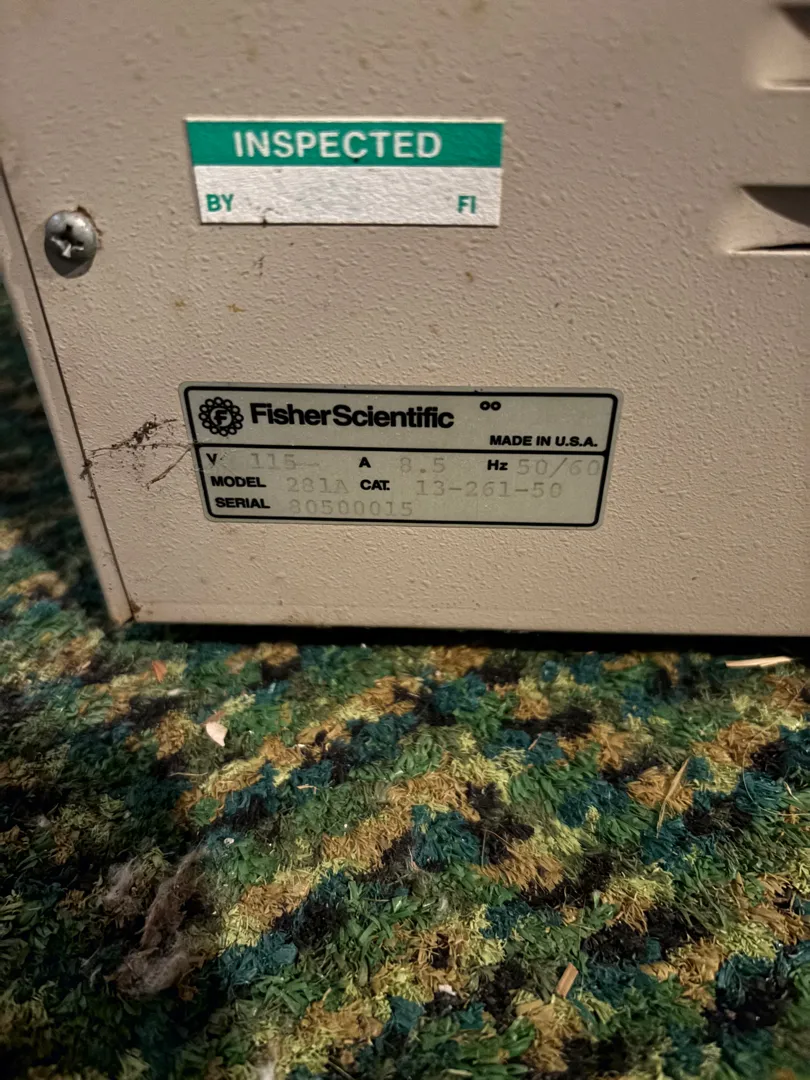 INSPECTED
BY FI
FisherScientific
MADE IN U.S.A.
V 115~ A 8.5 Hz 50/60
MODEL 281A CAT. 13-261-50
SERIAL 80500015